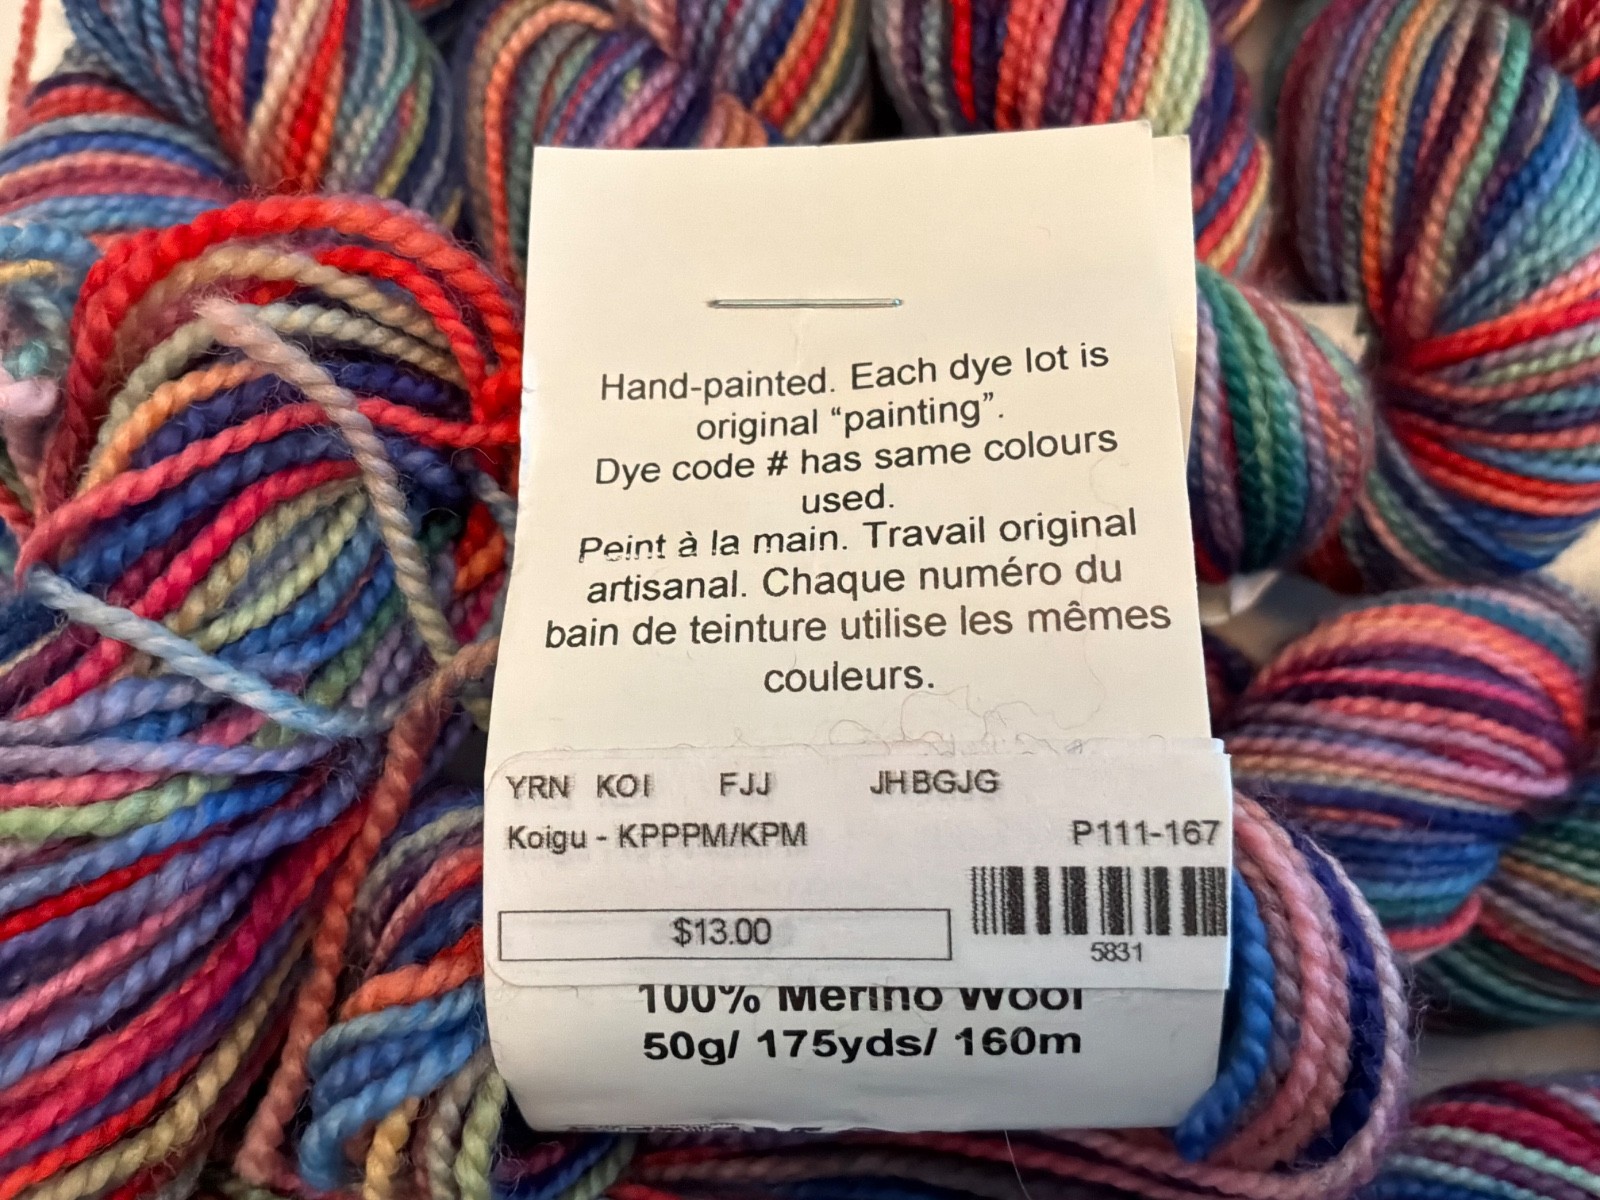 Hand-painted. Each dye lot is
original “painting”.
Dye code # has same colours
used.
Peint à la main. Travail original
artisanal. Chaque numéro du
bain de teinture utilise les mêmes
couleurs.
YRN KOI FJJ JHBGJG
Koigu - KPPPM/KPM P111-167
$13.00
5831
100% Merino Wool
50g/ 175yds/ 160m